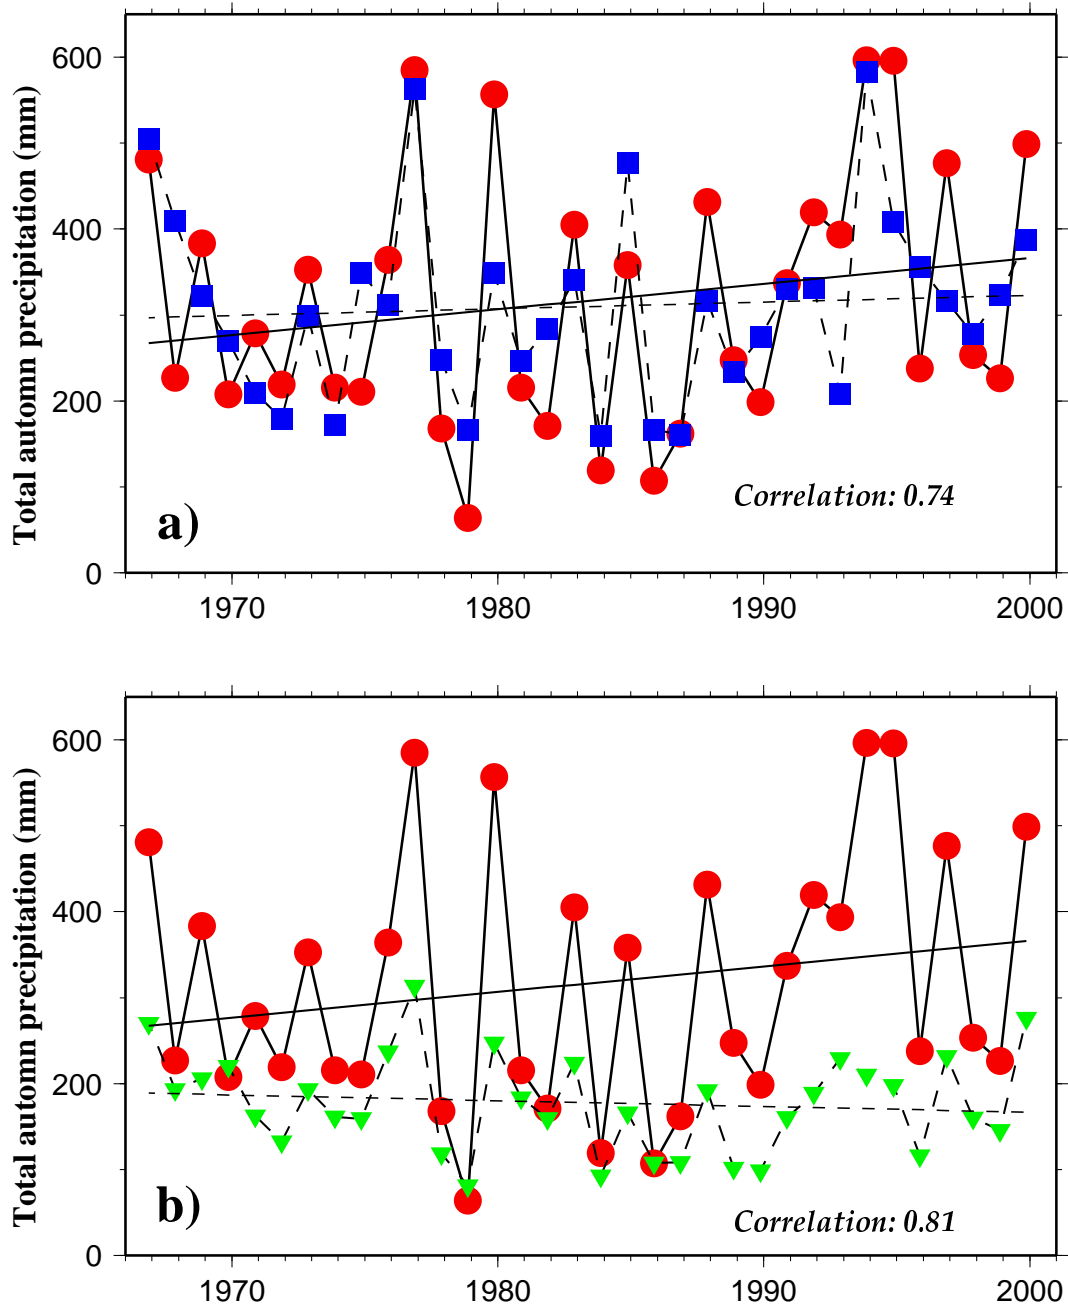 Total automn precipitation (mm)
600
400
200
0
a)
Correlation: 0.74
1970 1980 1990 2000
Total automn precipitation (mm)
600
400
200
0
b)
Correlation: 0.81
1970 1980 1990 2000